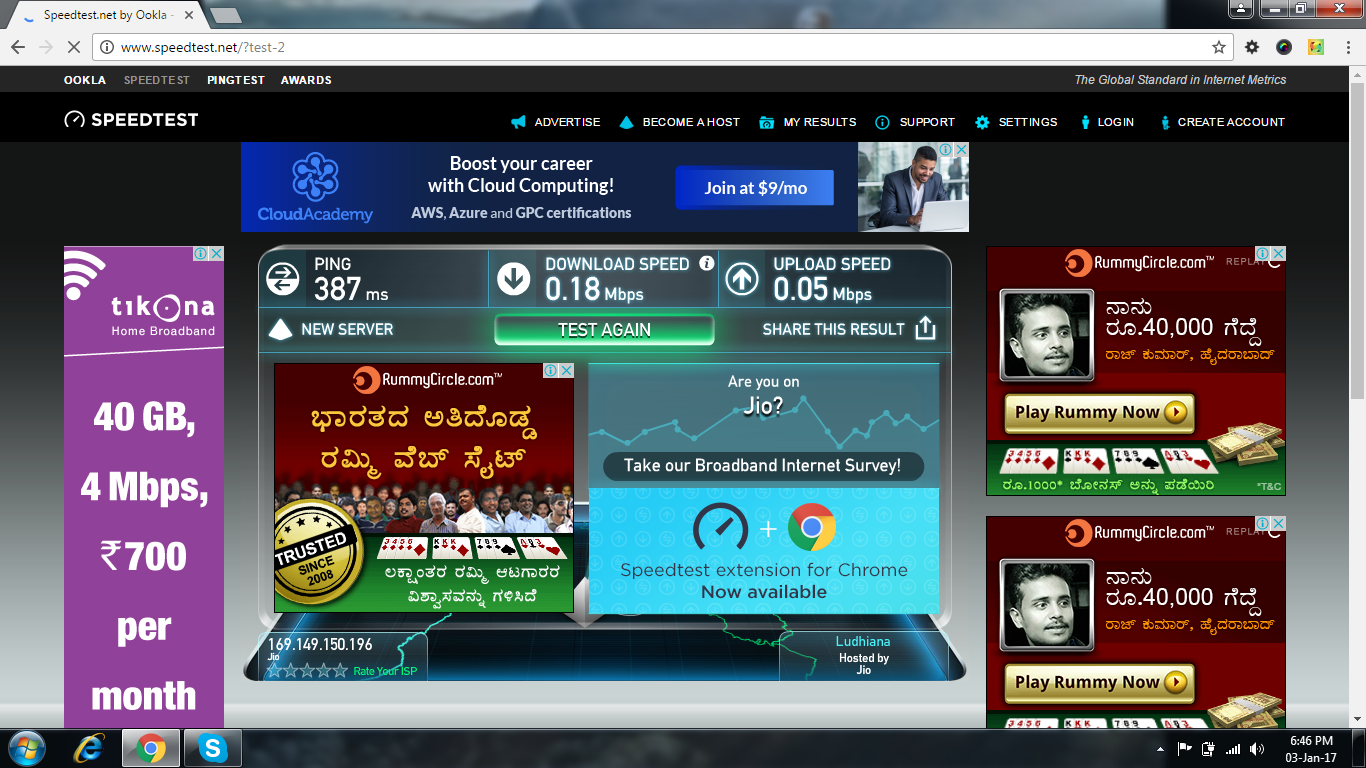 Speedtest.net by Ookla -
www.speedtest.net/?test-2
OOKLA SPEEDTEST PINGTEST AWARDS
The Global Standard in Internet Metrics
SPEEDTEST
ADVERTISE BECOME A HOST MY RESULTS SUPPORT SETTINGS LOGIN CREATE ACCOUNT
CloudAcademy
Boost your career
with Cloud Computing!
AWS, Azure and GPC certifications
Join at $9/mo
tikona
Home Broadband
40 GB,
4 Mbps,
₹700
per
month
PING
387 ms
DOWNLOAD SPEED
0.18 Mbps
UPLOAD SPEED
0.05 Mbps
NEW SERVER
TEST AGAIN
SHARE THIS RESULT
RummyCircle.com™
ಭಾರತದ ಅತಿದೊಡ್ಡ
ರಮ್ಮಿ ವೆಬ್ ಸೈಟ್
TRUSTED
SINCE
2008
ಲಕ್ಷಾಂತರ ರಮ್ಮಿ ಆಟಗಾರರ
ವಿಶ್ವಾಸವನ್ನು ಗಳಿಸಿದೆ
Are you on
Jio?
Take our Broadband Internet Survey!
Speedtest extension for Chrome
Now available
169.149.150.196
Jio
Rate Your ISP
Ludhiana
Hosted by
Jio
RummyCircle.com™ REPLAY
ನಾನು
ರೂ.40,000 ಗೆದ್ದೆ
ರಾಜ್ ಕುಮಾರ್, ಹೈದರಾಬಾದ್
Play Rummy Now
ರೂ.1000* ಬೋನಸ್ ಅನ್ನು ಪಡೆಯಿರಿ
*T&C
RummyCircle.com™ REPLAY
ನಾನು
ರೂ.40,000 ಗೆದ್ದೆ
ರಾಜ್ ಕುಮಾರ್, ಹೈದರಾಬಾದ್
Play Rummy Now
6:46 PM
03-Jan-17